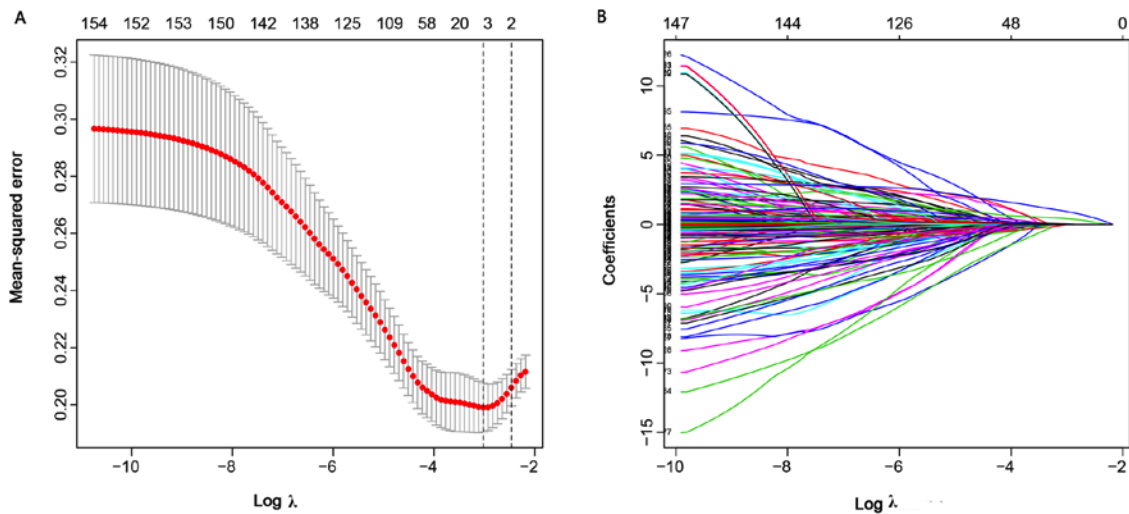 A
154 152 153 150 142 138 125 109 58 20 3 2
0.32
0.30
0.28
0.26
0.24
0.22
0.20
Mean-squared error
−10 −8 −6 −4 −2
Log λ
B
147 144 126 48 0
10
5
0
−5
−10
−15
Coefficients
−10 −8 −6 −4 −2
Log λ